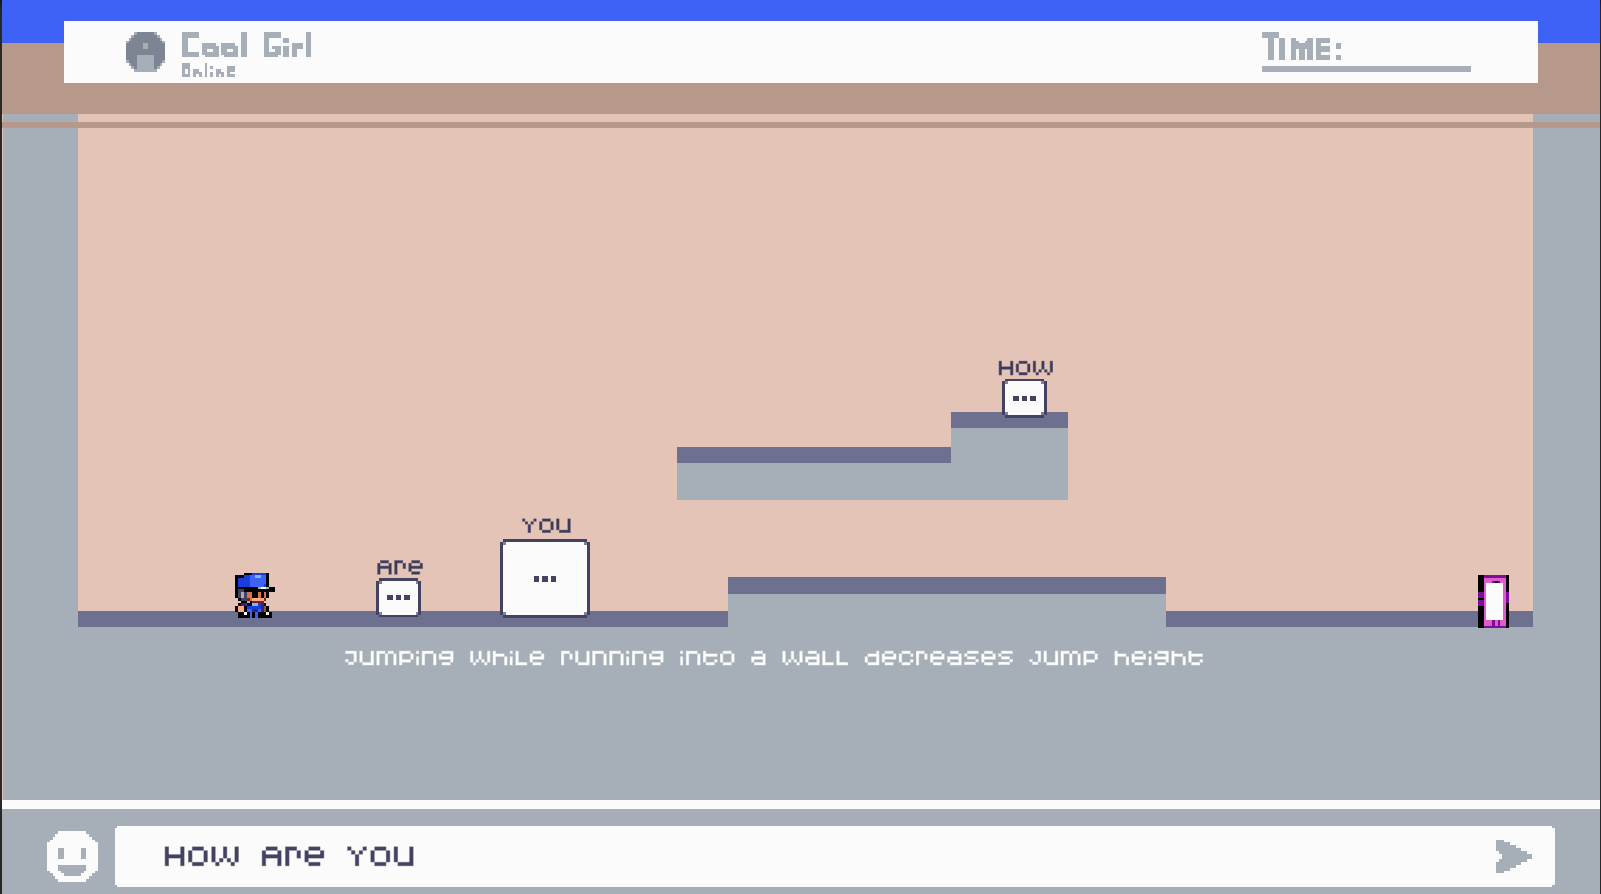 Cool Girl
Online
TIME:
HOW
YOU
Are
Jumping while running into a wall decreases jump height
HOW Are YOU